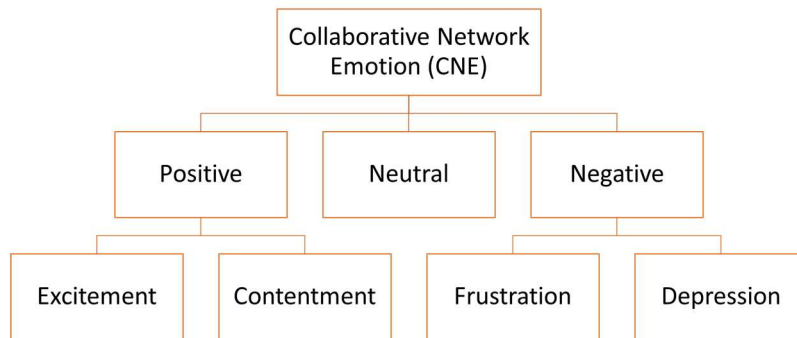 Collaborative Network
Emotion (CNE)
Positive
Neutral
Negative
Excitement
Contentment
Frustration
Depression